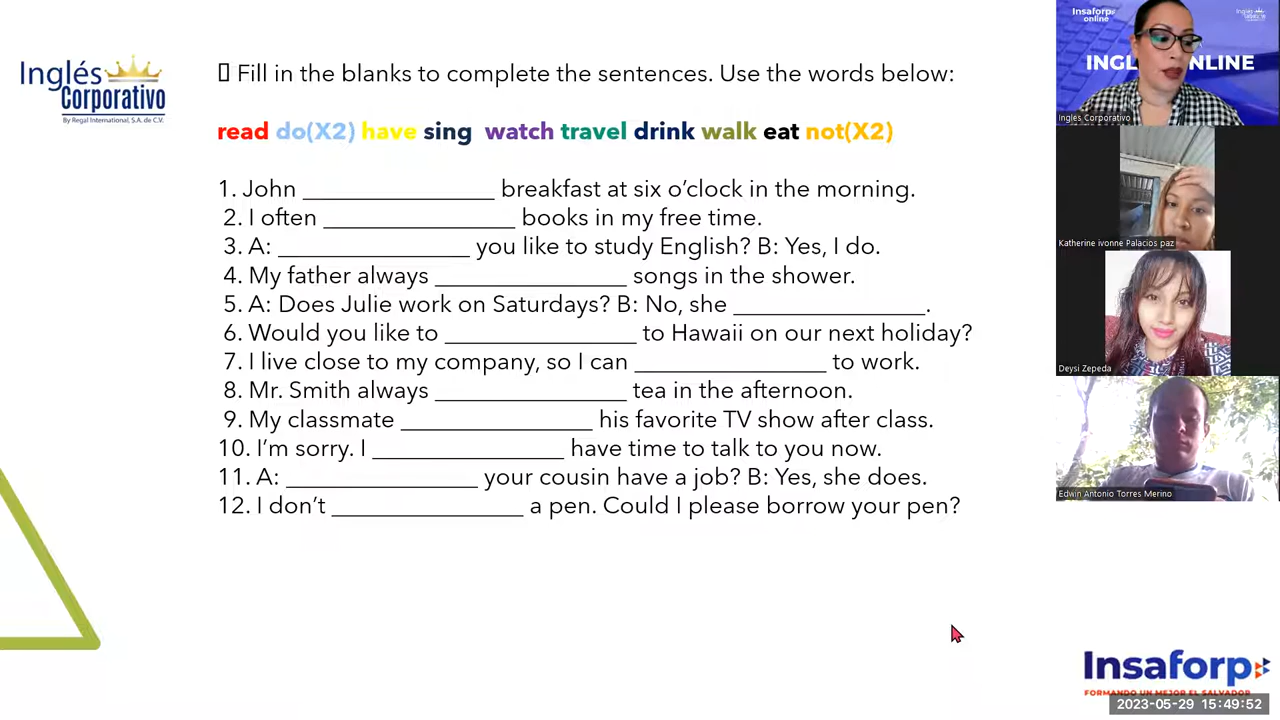 Inglés
Corporativo
By Regal International, S.A. de C.V.
▯ Fill in the blanks to complete the sentences. Use the words below:
read do(X2) have sing watch travel drink walk eat not(X2)
1. John ________________ breakfast at six o’clock in the morning.
2. I often ________________ books in my free time.
3. A: ________________ you like to study English? B: Yes, I do.
4. My father always ________________ songs in the shower.
5. A: Does Julie work on Saturdays? B: No, she ________________.
6. Would you like to ________________ to Hawaii on our next holiday?
7. I live close to my company, so I can ________________ to work.
8. Mr. Smith always ________________ tea in the afternoon.
9. My classmate ________________ his favorite TV show after class.
10. I’m sorry. I ________________ have time to talk to you now.
11. A: ________________ your cousin have a job? B: Yes, she does.
12. I don’t ________________ a pen. Could I please borrow your pen?
Insaforp
online
Inglés
INGL ONLINE
Inglés Corporativo
Katherine ivonne Palacios paz
Deysi Zepeda
Edwin Antonio Torres Merino
Insaforp
FORMANDO UN MEJOR EL SALVADOR
2023-05-29 15:49:52